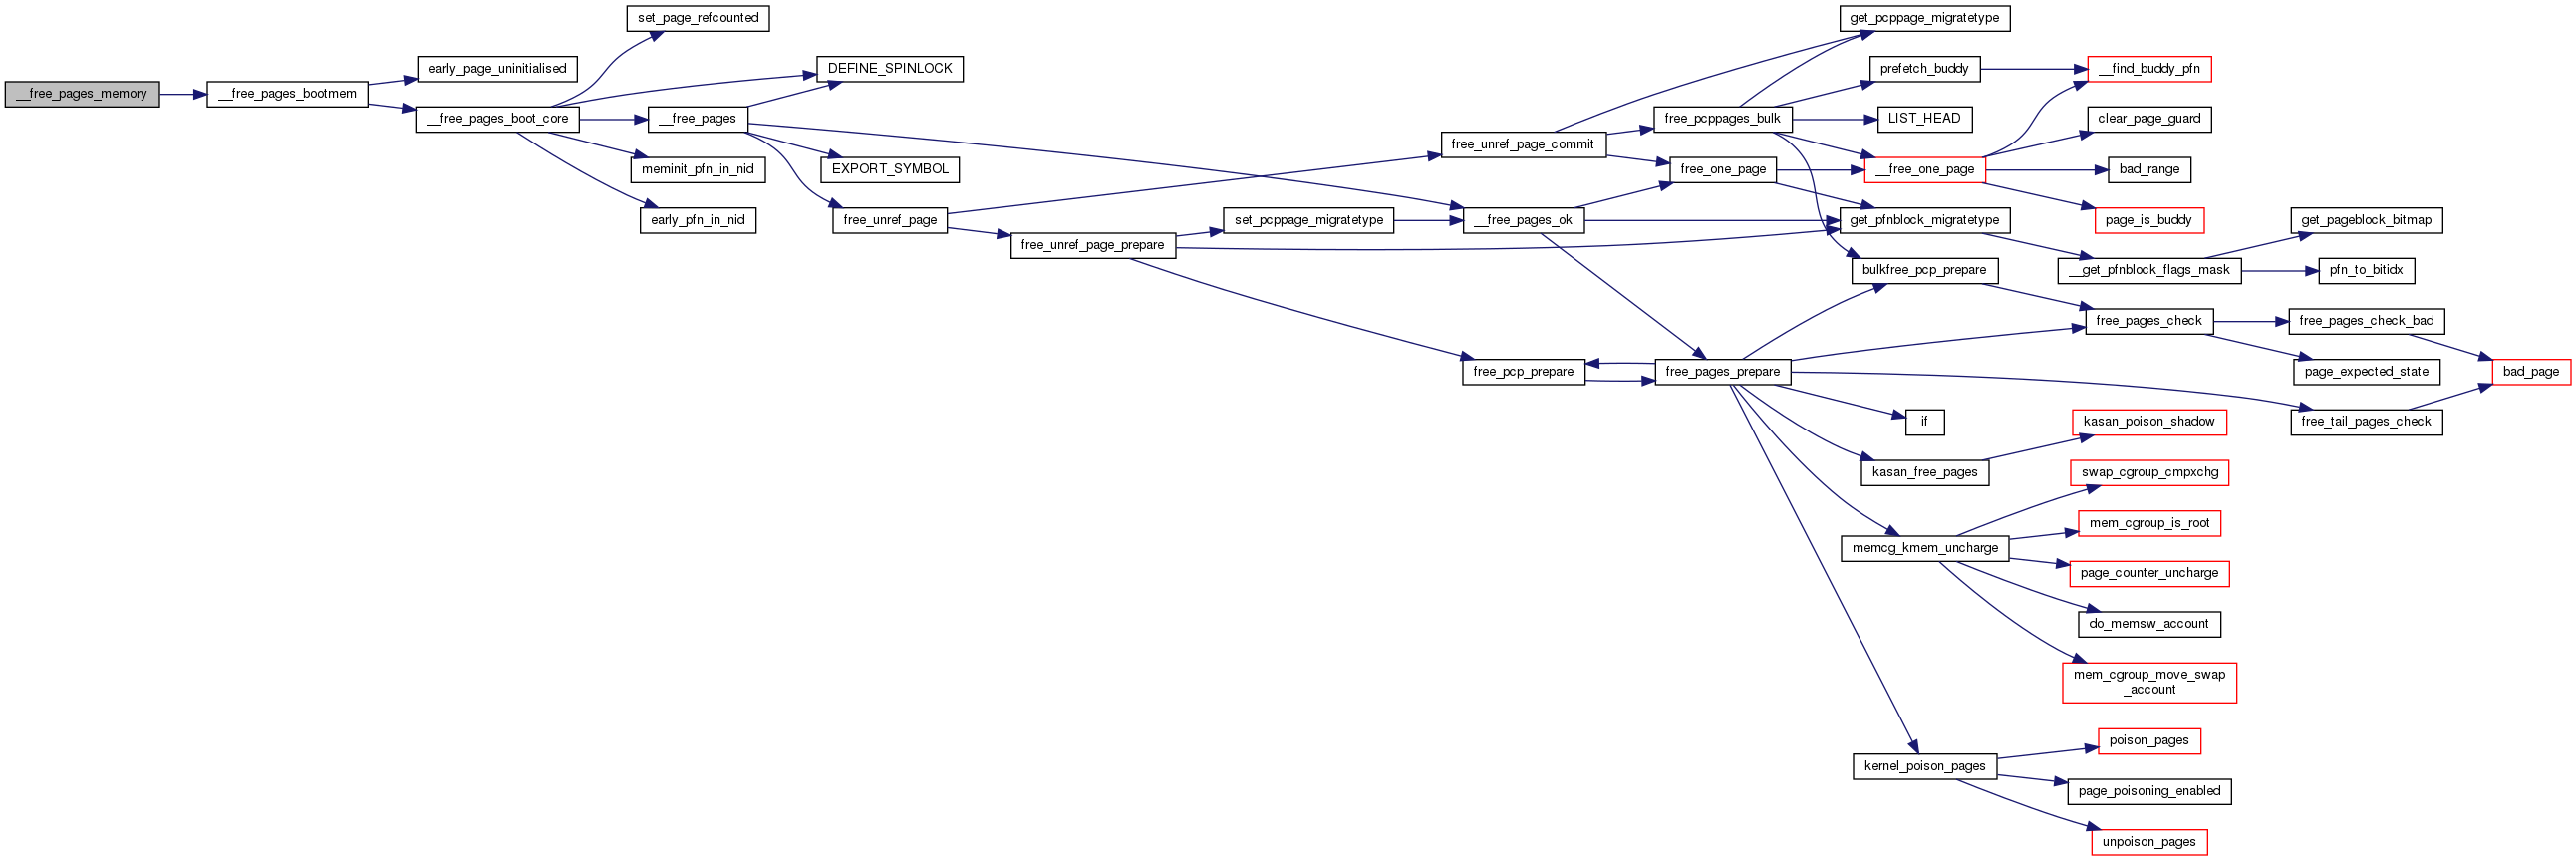 __free_pages_memory
__free_pages_bootmem
early_page_uninitialised
__free_pages_boot_core
set_page_refcounted
DEFINE_SPINLOCK
__free_pages
meminit_pfn_in_nid
early_pfn_in_nid
EXPORT_SYMBOL
free_unref_page
free_unref_page_prepare
set_pcppage_migratetype
free_unref_page_commit
__free_pages_ok
free_pcp_prepare
free_pcppages_bulk
free_one_page
free_pages_prepare
get_pcppage_migratetype
prefetch_buddy
LIST_HEAD
__free_one_page
get_pfnblock_migratetype
bulkfree_pcp_prepare
if
kasan_free_pages
memcg_kmem_uncharge
kernel_poison_pages
__find_buddy_pfn
clear_page_guard
bad_range
page_is_buddy
__get_pfnblock_flags_mask
free_pages_check
kasan_poison_shadow
swap_cgroup_cmpxchg
mem_cgroup_is_root
page_counter_uncharge
do_memsw_account
mem_cgroup_move_swap
_account
poison_pages
page_poisoning_enabled
unpoison_pages
get_pageblock_bitmap
pfn_to_bitidx
free_pages_check_bad
page_expected_state
free_tail_pages_check
bad_page